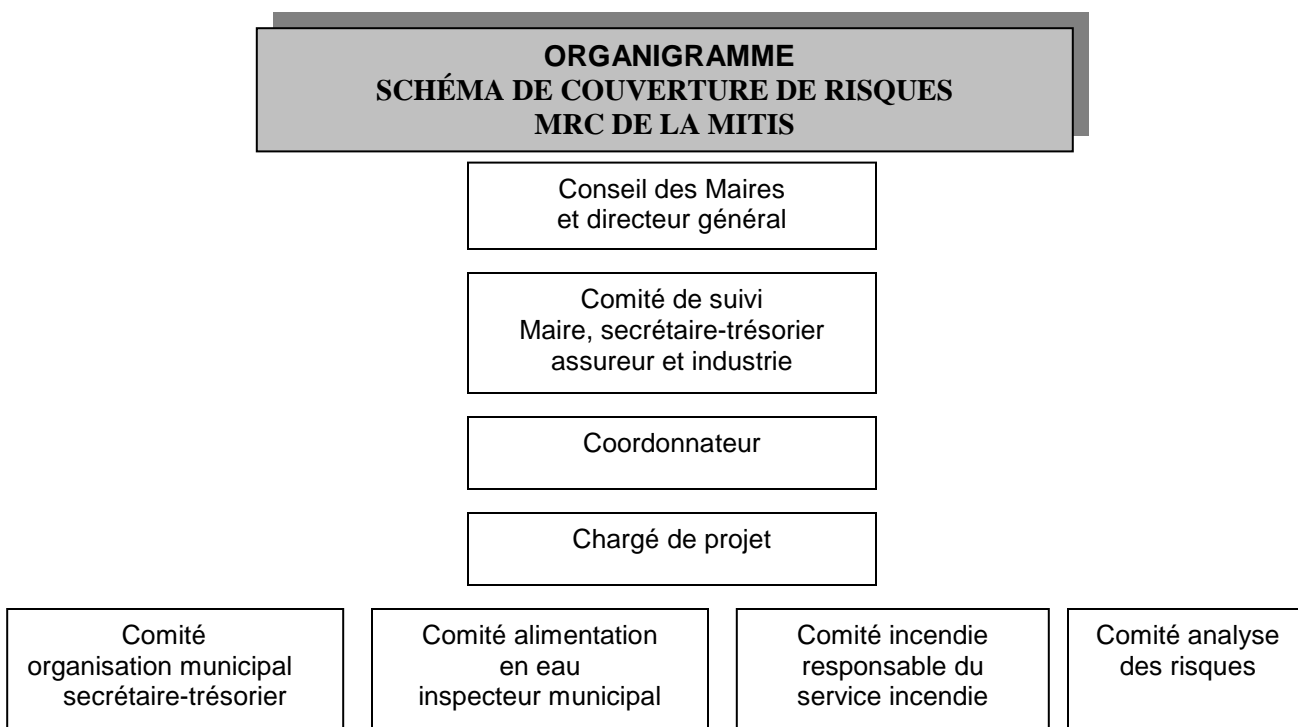 ORGANIGRAMME
SCHÉMA DE COUVERTURE DE RISQUES
MRC DE LA MITIS
Conseil des Maires
et directeur général
Comité de suivi
Maire, secrétaire-trésorier
assureur et industrie
Coordonnateur
Chargé de projet
Comité
organisation municipal
secrétaire-trésorier
Comité alimentation
en eau
inspecteur municipal
Comité incendie
responsable du
service incendie
Comité analyse
des risques